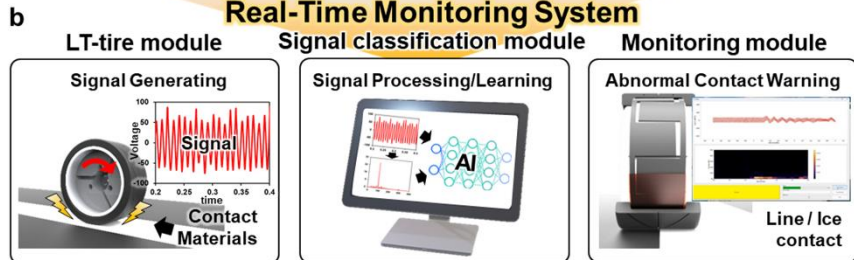 b
Real-Time Monitoring System
LT-tire module
Signal Generating
Voltage
100
50
0
-50
-100
Signal
0.2 0.25 0.3 0.35 0.4
time
Contact
Materials
Signal classification module
Signal Processing/Learning
AI
Monitoring module
Abnormal Contact Warning
Line / Ice
contact